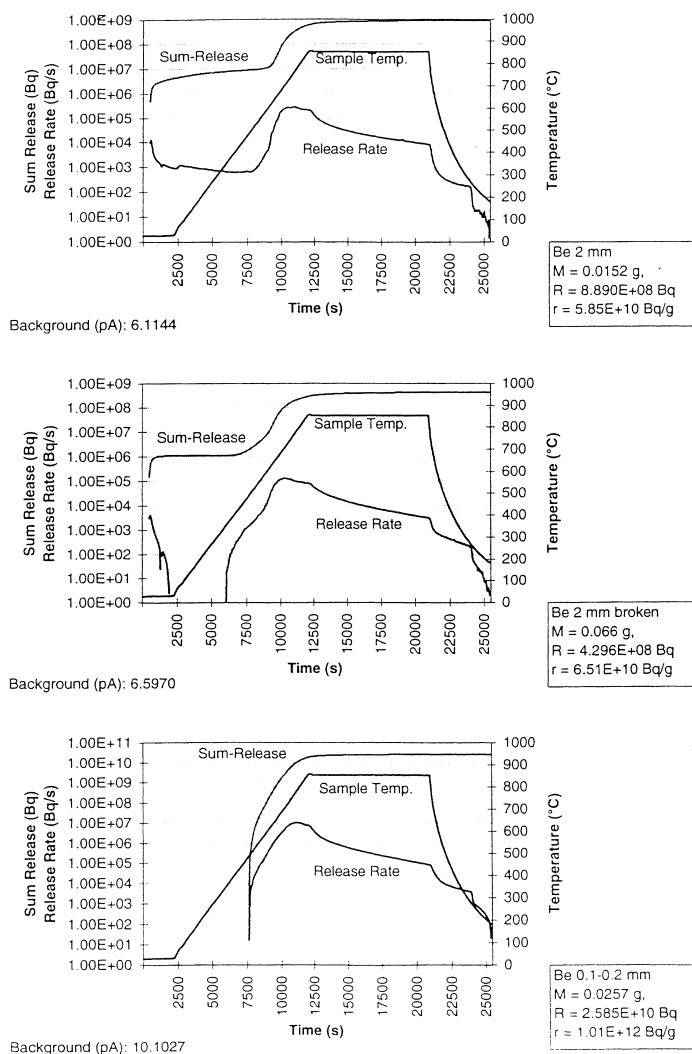 Sum Release (Bq)
Release Rate (Bq/s)
1.00E+09
1.00E+08
1.00E+07
1.00E+06
1.00E+05
1.00E+04
1.00E+03
1.00E+02
1.00E+01
1.00E+00
Sum-Release
Sample Temp.
Release Rate
1000
900
800
700
600
500
400
300
200
100
0
Temperature (°C)
2500
5000
7500
10000
12500
15000
17500
20000
22500
25000
Time (s)
Be 2 mm
M = 0.0152 g,
R = 8.890E+08 Bq
r = 5.85E+10 Bq/g
Background (pA): 6.1144
Sum Release (Bq)
Release Rate (Bq/s)
1.00E+09
1.00E+08
1.00E+07
1.00E+06
1.00E+05
1.00E+04
1.00E+03
1.00E+02
1.00E+01
1.00E+00
Sum-Release
Sample Temp.
Release Rate
1000
900
800
700
600
500
400
300
200
100
0
Temperature (°C)
2500
5000
7500
10000
12500
15000
17500
20000
22500
25000
Time (s)
Be 2 mm broken
M = 0.066 g,
R = 4.296E+08 Bq
r = 6.51E+10 Bq/g
Background (pA): 6.5970
Sum Release (Bq)
Release Rate (Bq/s)
1.00E+11
1.00E+10
1.00E+09
1.00E+08
1.00E+07
1.00E+06
1.00E+05
1.00E+04
1.00E+03
1.00E+02
1.00E+01
1.00E+00
Sum-Release
Sample Temp.
Release Rate
1000
900
800
700
600
500
400
300
200
100
0
Temperature (°C)
2500
5000
7500
10000
12500
15000
17500
20000
22500
25000
Time (s)
Be 0.1-0.2 mm
M = 0.0257 g,
R = 2.585E+10 Bq
r = 1.01E+12 Bq/g
Background (pA): 10.1027